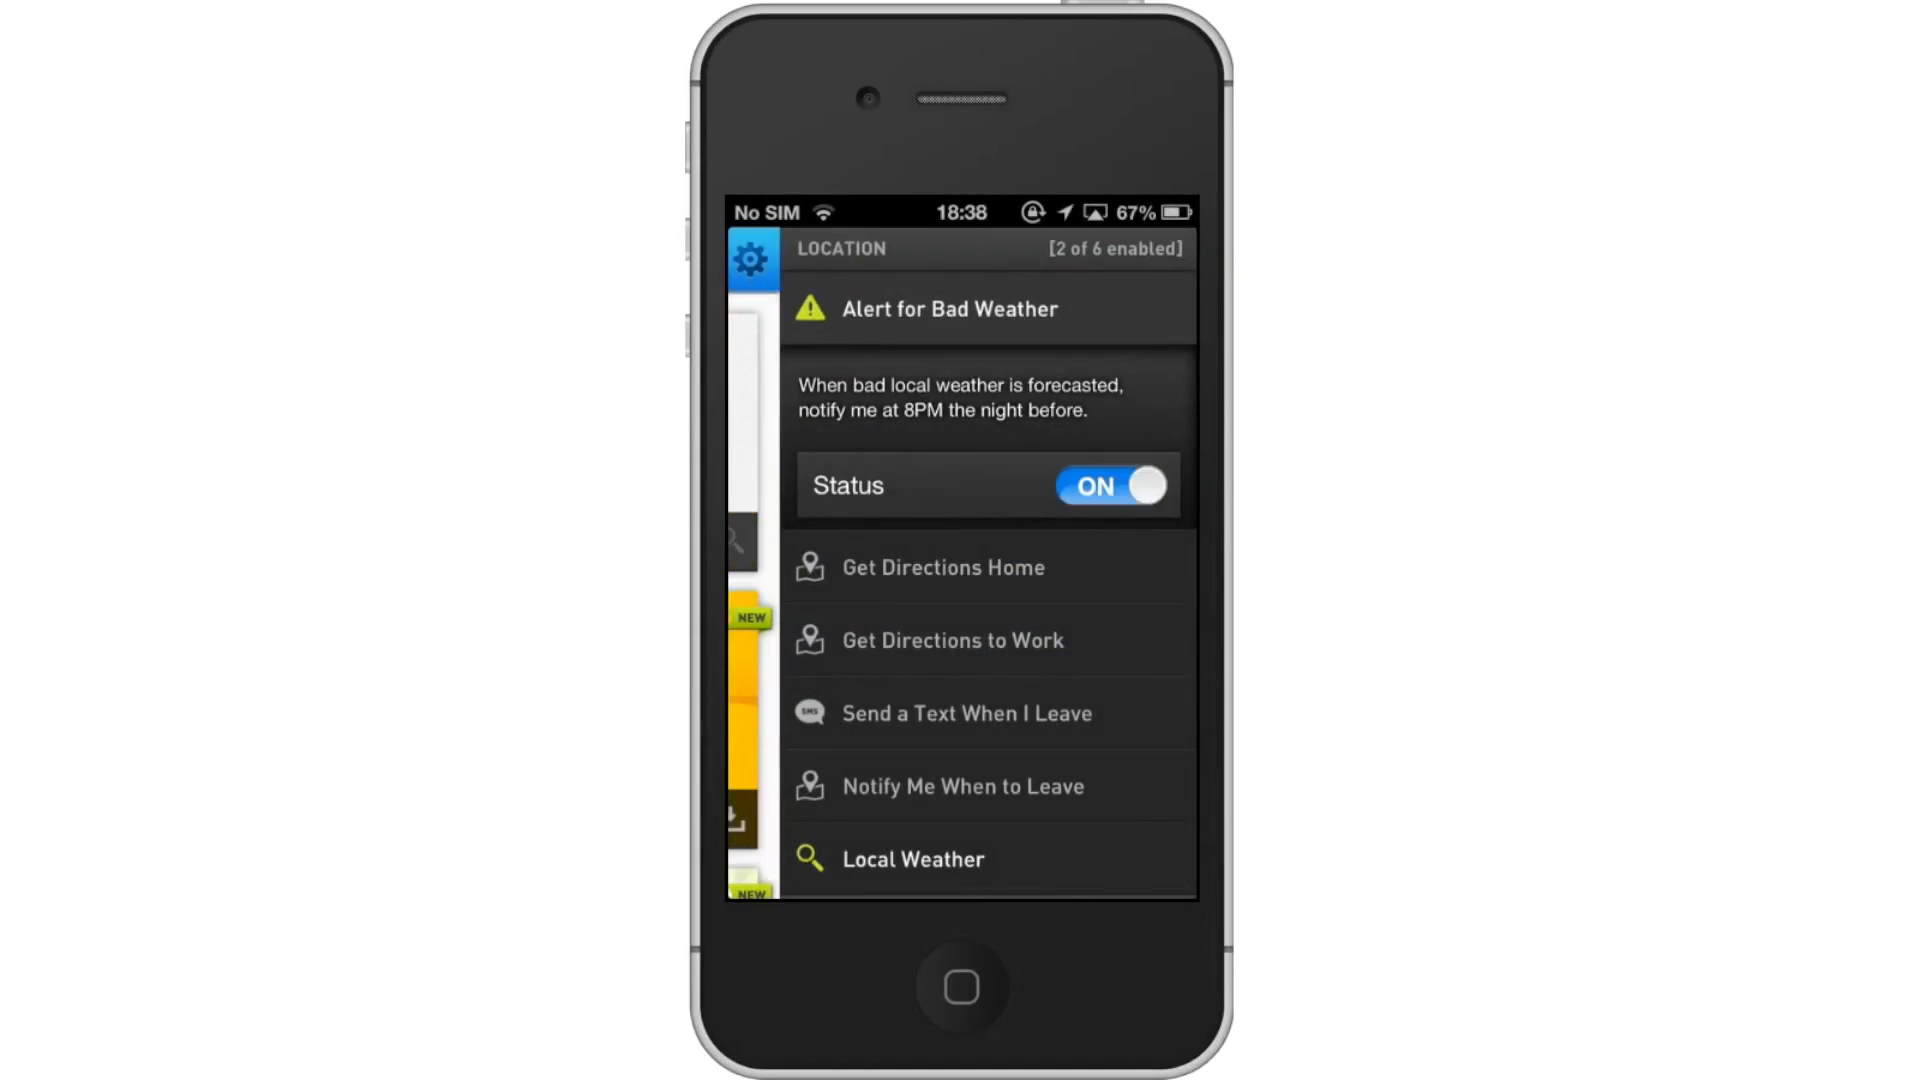 No SIM 18:38 67%
LOCATION [2 of 6 enabled]
Alert for Bad Weather
When bad local weather is forecasted,
notify me at 8PM the night before.
Status ON
Get Directions Home
NEW
Get Directions to Work
SMS Send a Text When I Leave
Notify Me When to Leave
Local Weather
NEW